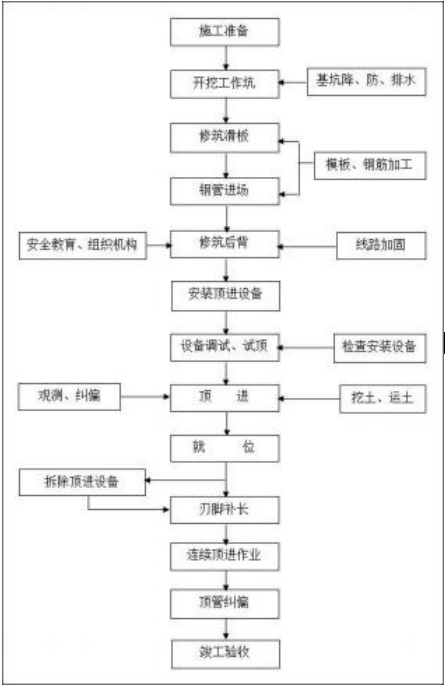 施工准备
开挖工作坑
基坑降、防、排水
修筑滑板
模板、钢筋加工
钢管进场
安全教育、组织机构
修筑后背
线路加固
安装顶进设备
设备调试、试顶
检查安装设备
观测、纠偏
顶 进
挖土、运土
就 位
拆除顶进设备
刃脚补长
连续顶进作业
顶管纠偏
竣工验收